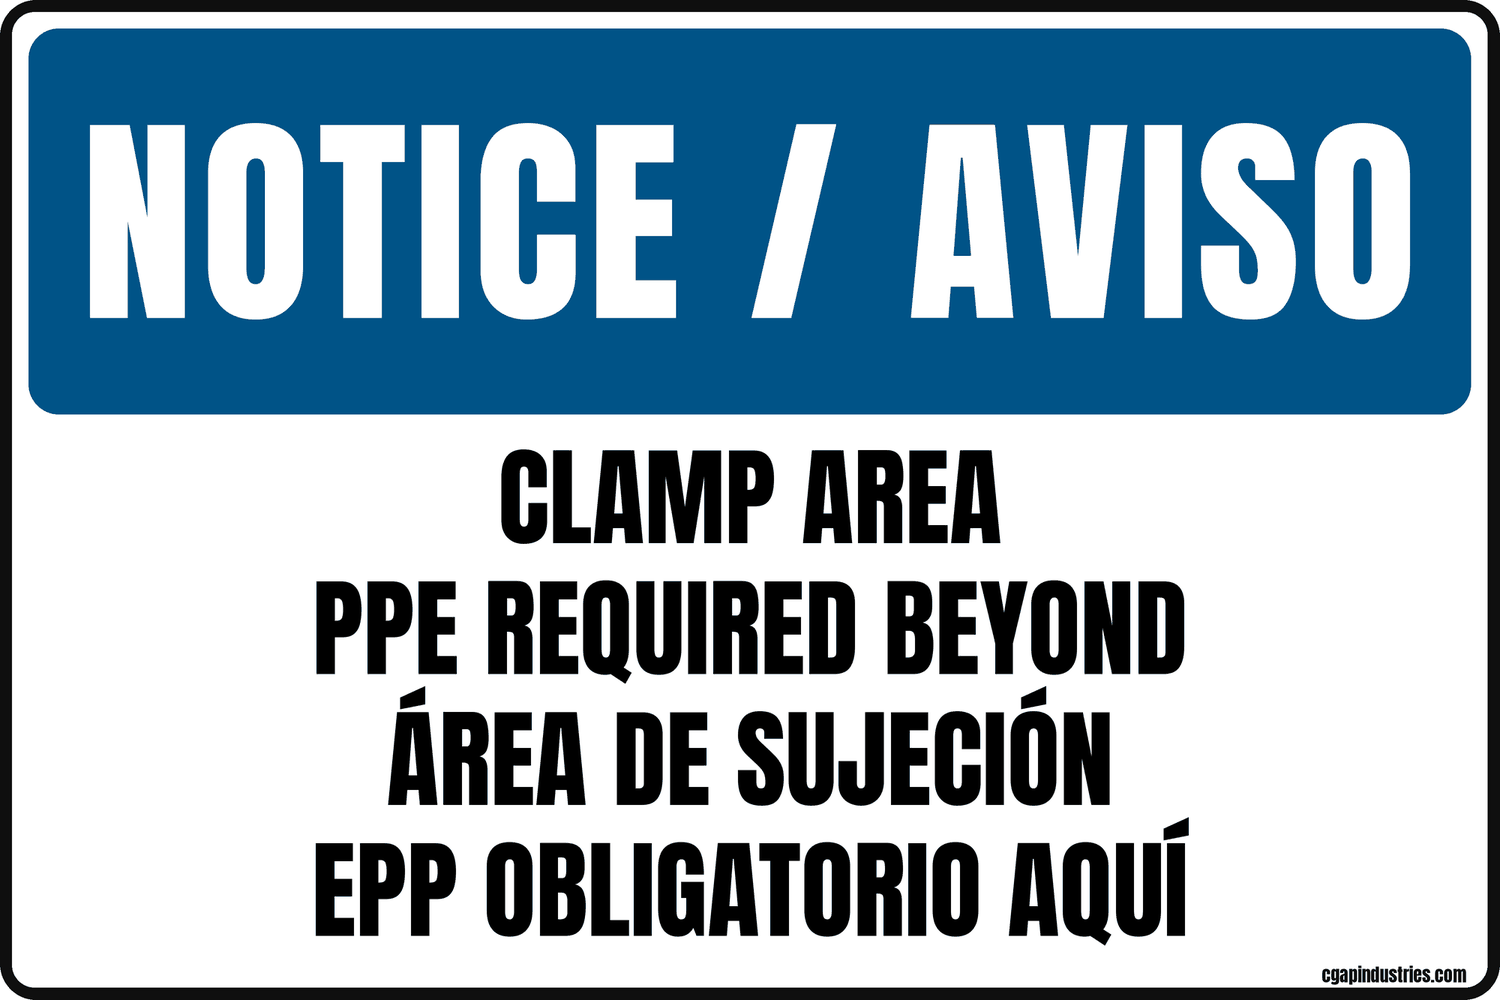 NOTICE / AVISO
CLAMP AREA
PPE REQUIRED BEYOND
ÁREA DE SUJECIÓN
EPP OBLIGATORIO AQUÍ
cgapindustries.com